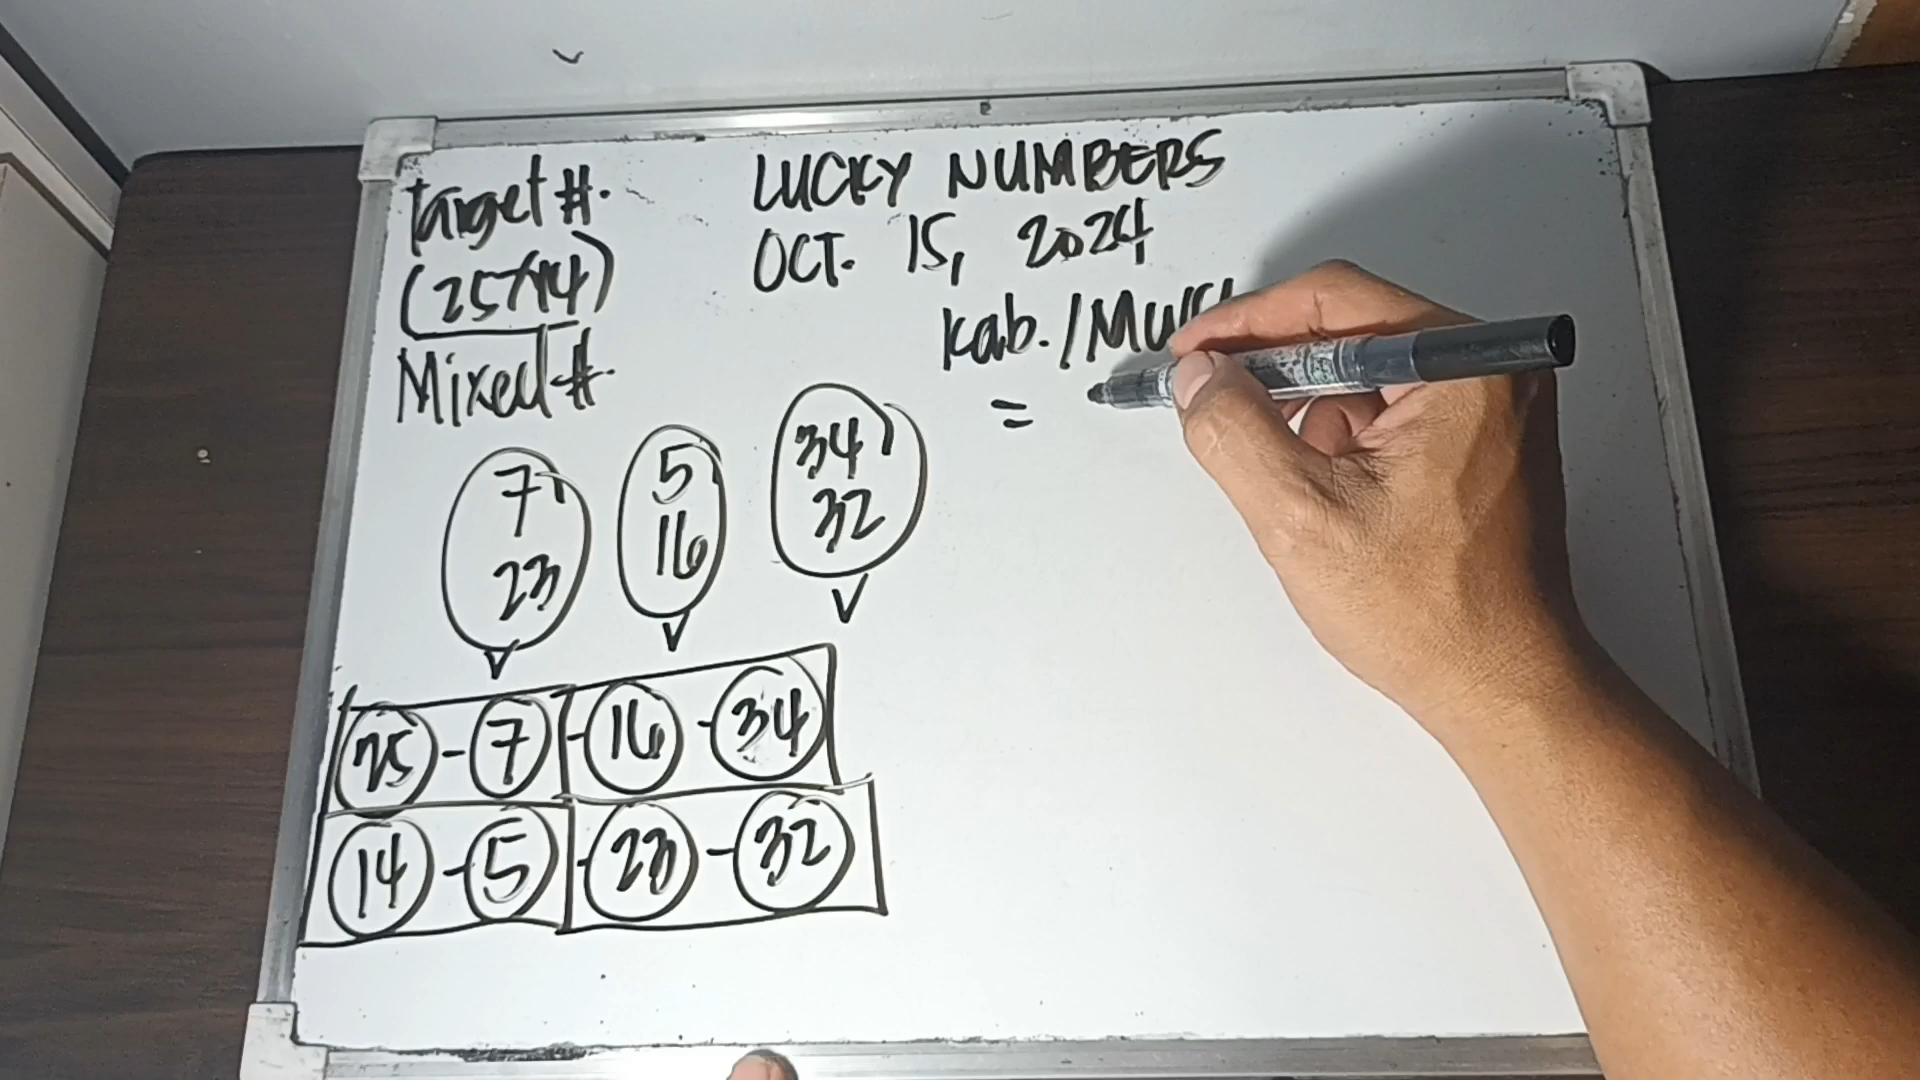 Target #.
(25/14)
Mixed #.
LUCKY NUMBERS
OCT. 15, 2024
kab. /
=
7,
23
5
16
34,
32
25 - 7 - 16 - 34
14 - 5 - 23 - 32